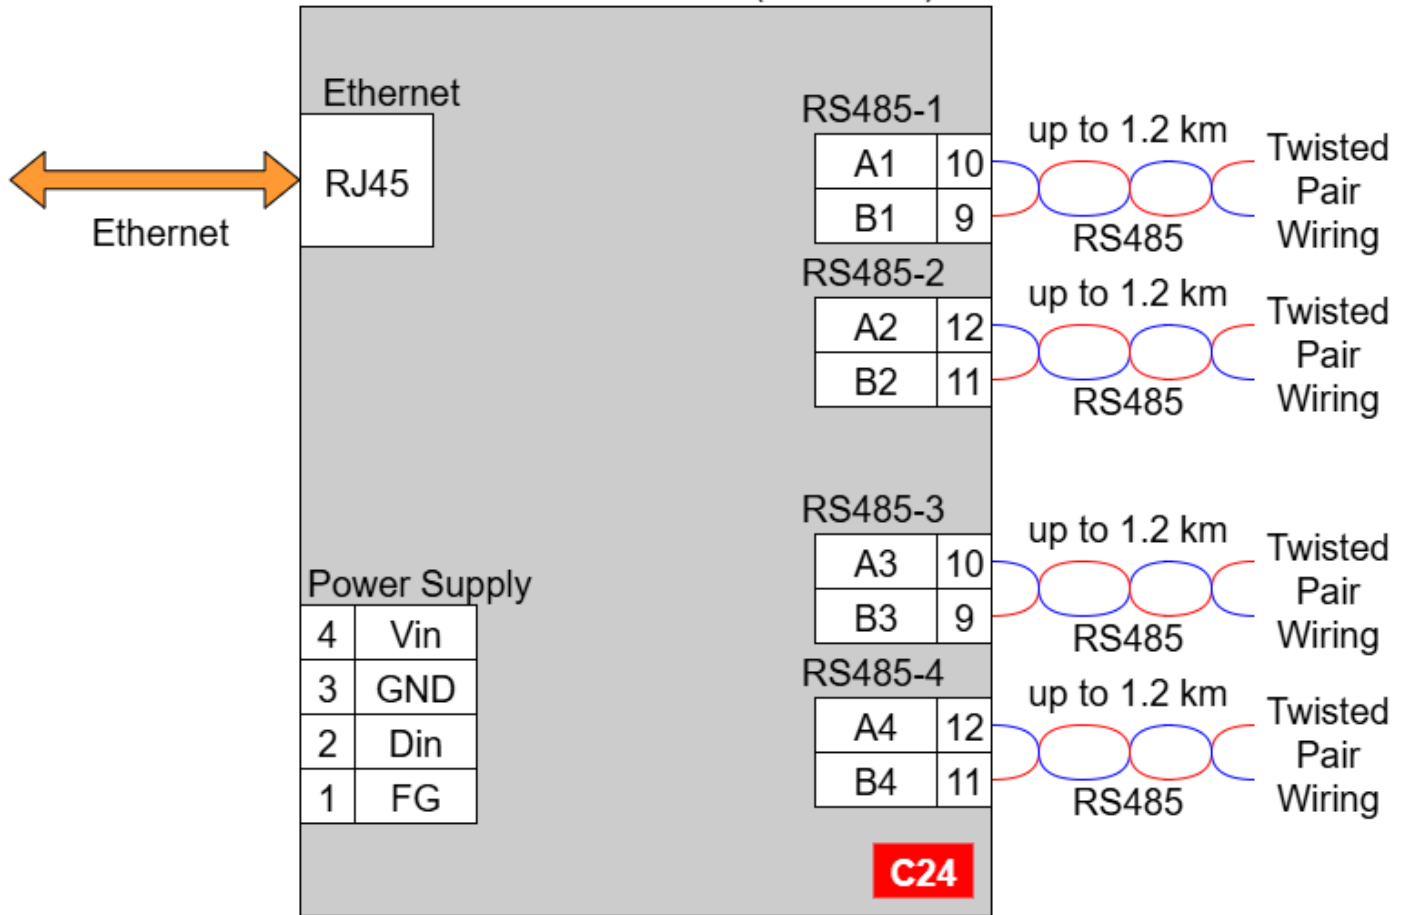 Ethernet
RJ45
Ethernet
Power Supply
4 Vin
3 GND
2 Din
1 FG
RS485-1
A1 10
B1 9
up to 1.2 km
RS485
Twisted
Pair
Wiring
RS485-2
A2 12
B2 11
up to 1.2 km
RS485
Twisted
Pair
Wiring
RS485-3
A3 10
B3 9
up to 1.2 km
RS485
Twisted
Pair
Wiring
RS485-4
A4 12
B4 11
up to 1.2 km
RS485
Twisted
Pair
Wiring
C24